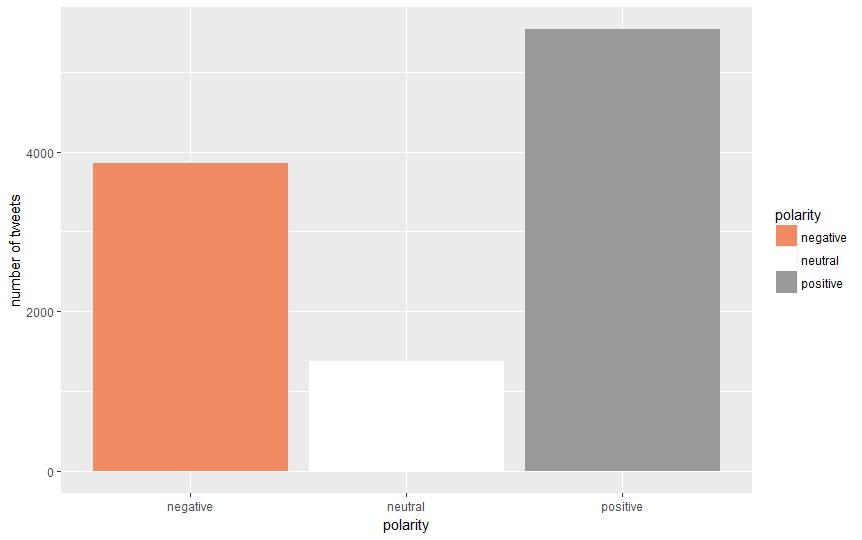 number of tweets
4000
2000
0
negative
neutral
positive
polarity
polarity
negative
neutral
positive